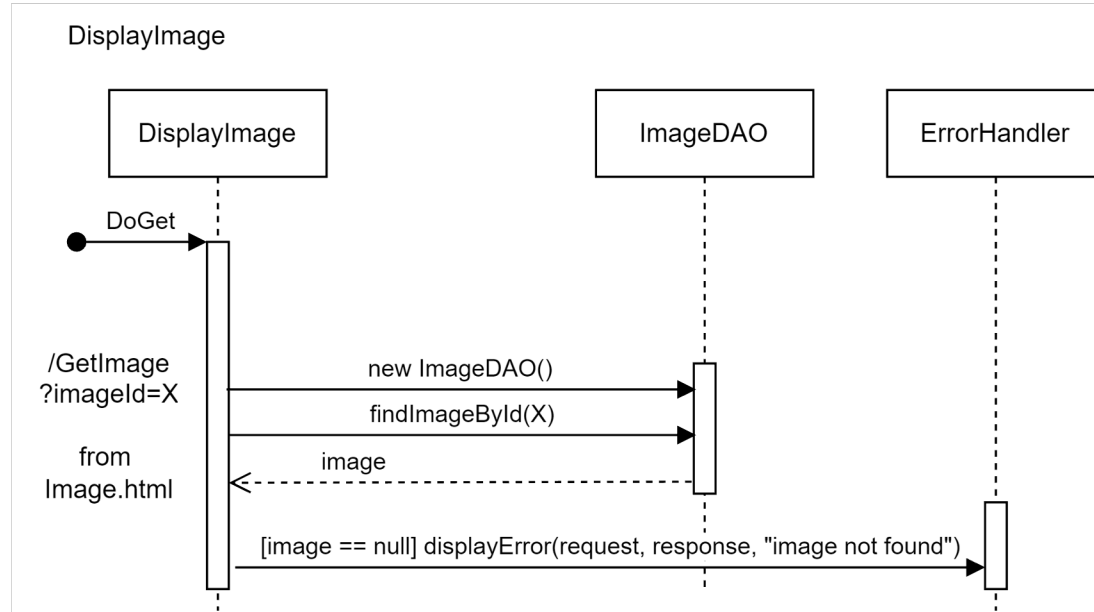 DisplayImage
DisplayImage
ImageDAO
ErrorHandler
DoGet
/GetImage
?imageId=X
from
Image.html
new ImageDAO()
findImageById(X)
image
[image == null] displayError(request, response, "image not found")